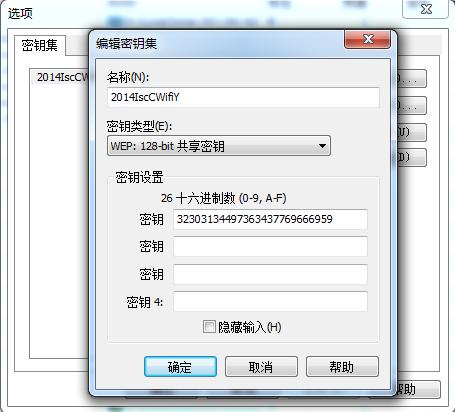 选项
密钥集
编辑密钥集
2014IscCW
名称(N):
2014IscCWifiY
密钥类型(E):
WEP: 128-bit 共享密钥
密钥设置
26 十六进制数 (0-9, A-F)
密钥 32303134497363437769666959
密钥
密钥
密钥 4:
隐藏输入(H)
确定 取消 帮助
帮助